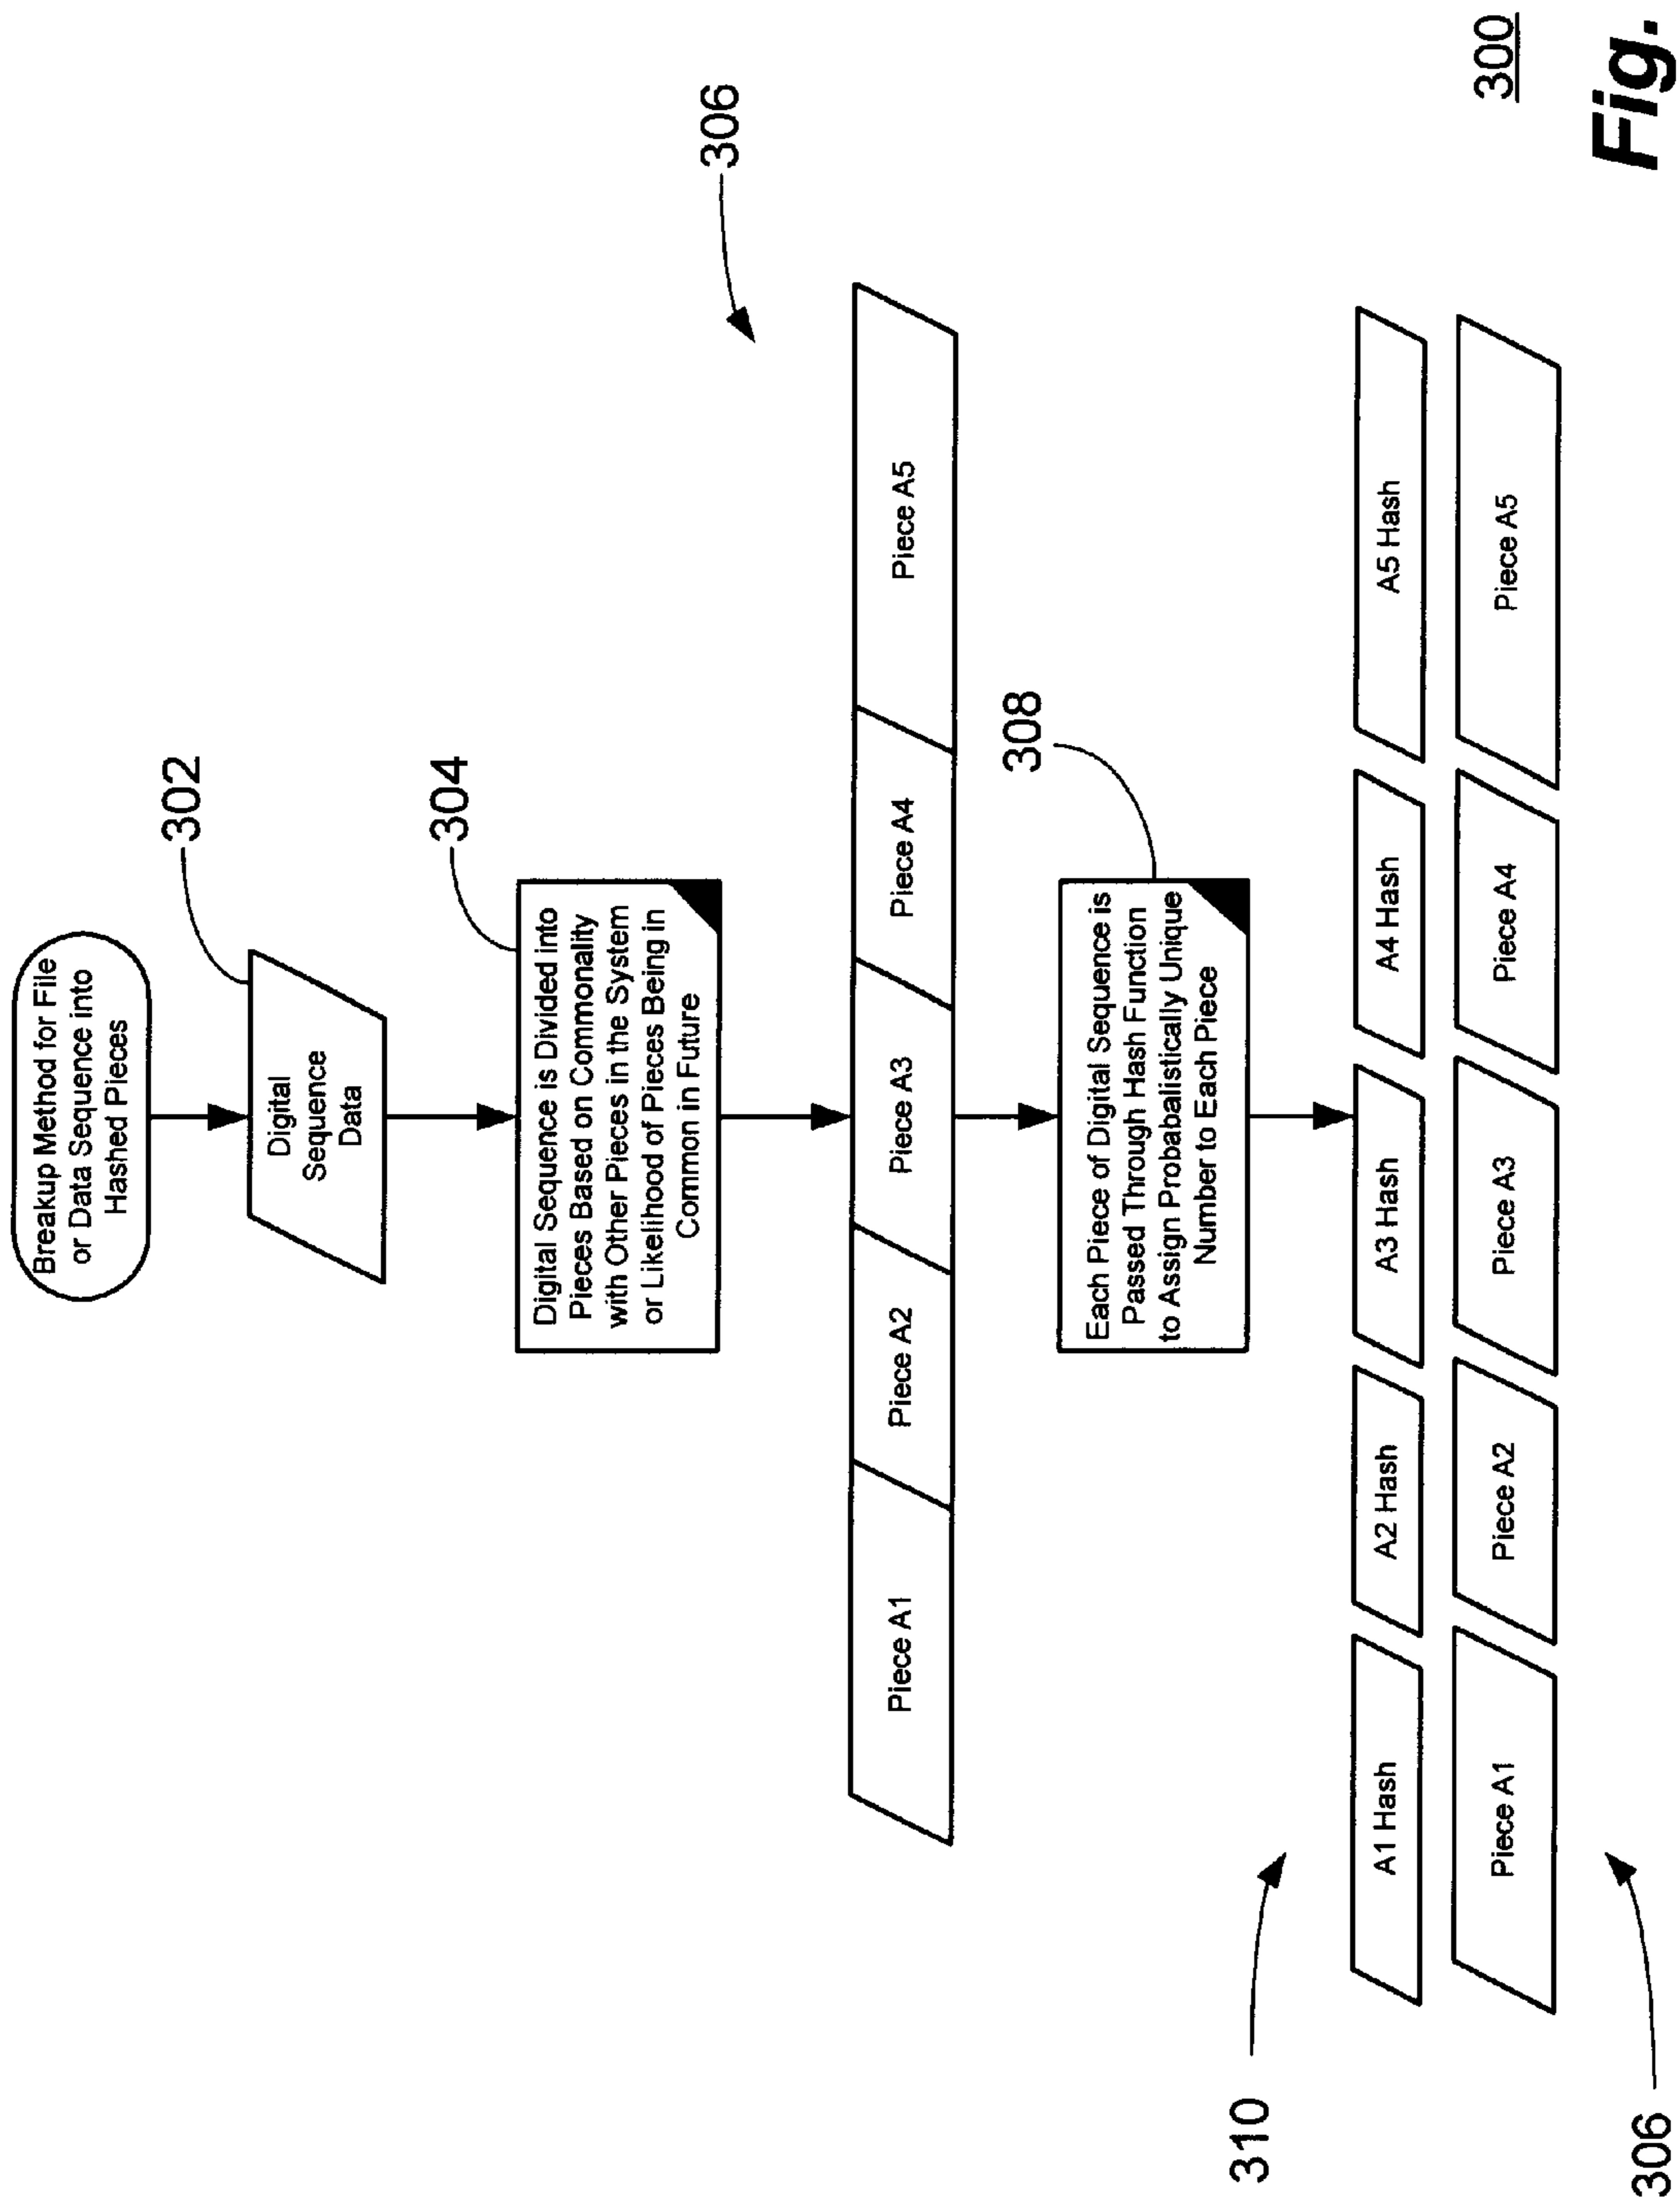 Breakup Method for File
or Data Sequence into
Hashed Pieces
302
Digital
Sequence
Data
304
Digital Sequence is Divided into
Pieces Based on Commonality
with Other Pieces in the System
or Likelihood of Pieces Being in
Common in Future
306
Piece A1
Piece A2
Piece A3
Piece A4
Piece A5
308
Each Piece of Digital Sequence is
Passed Through Hash Function
to Assign Probabalistically Unique
Number to Each Piece
310
A1 Hash
A2 Hash
A3 Hash
A4 Hash
A5 Hash
Piece A1
Piece A2
Piece A3
Piece A4
Piece A5
306
300
Fig.